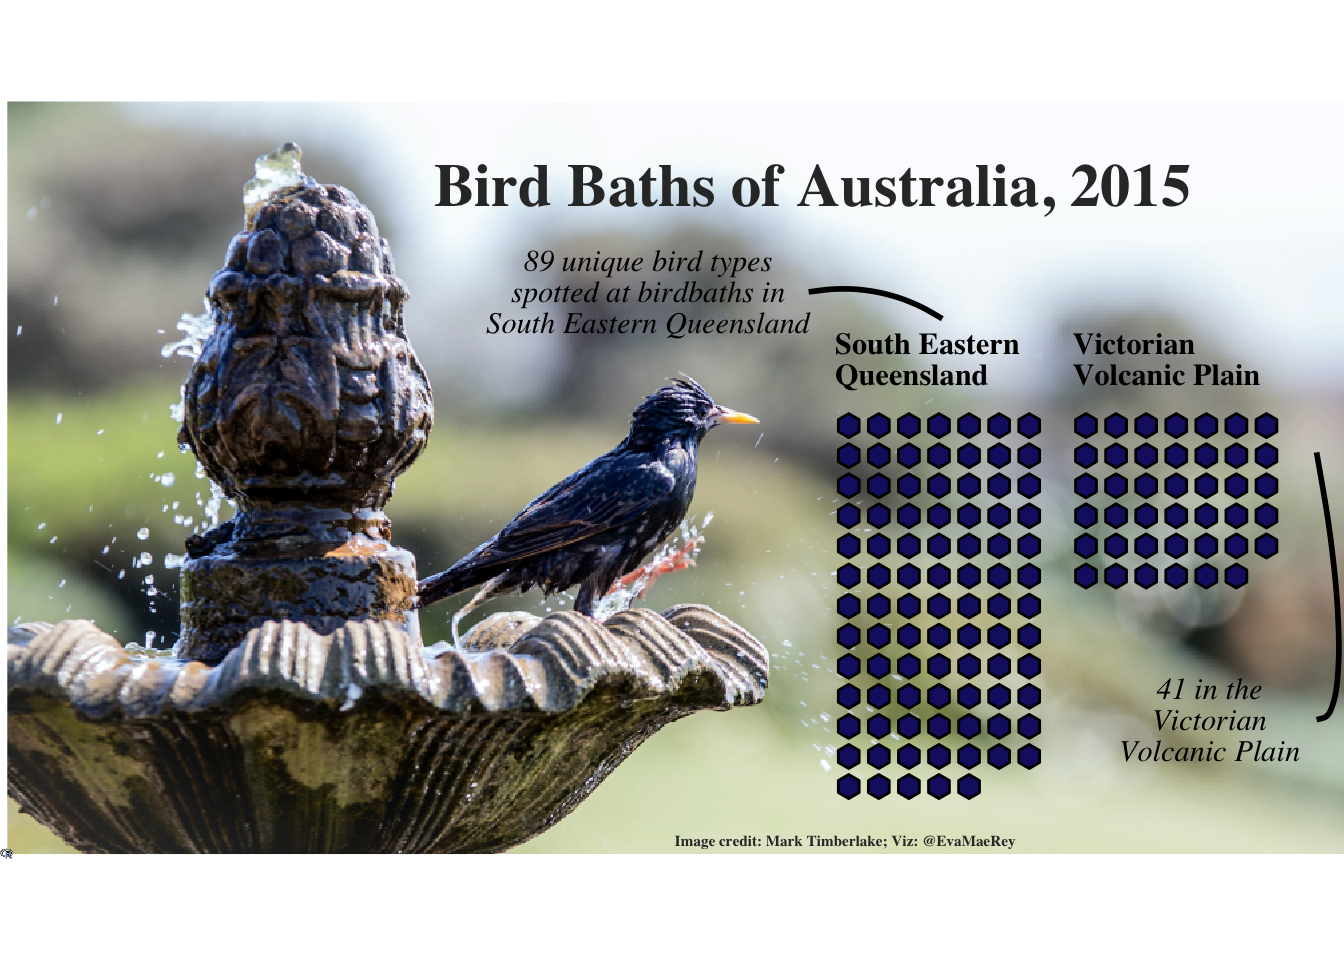 Bird Baths of Australia, 2015
89 unique bird types
spotted at birdbaths in
South Eastern Queensland
South Eastern
Queensland
Victorian
Volcanic Plain
41 in the
Victorian
Volcanic Plain
Image credit: Mark Timberlake; Viz: @EvaMaeRey